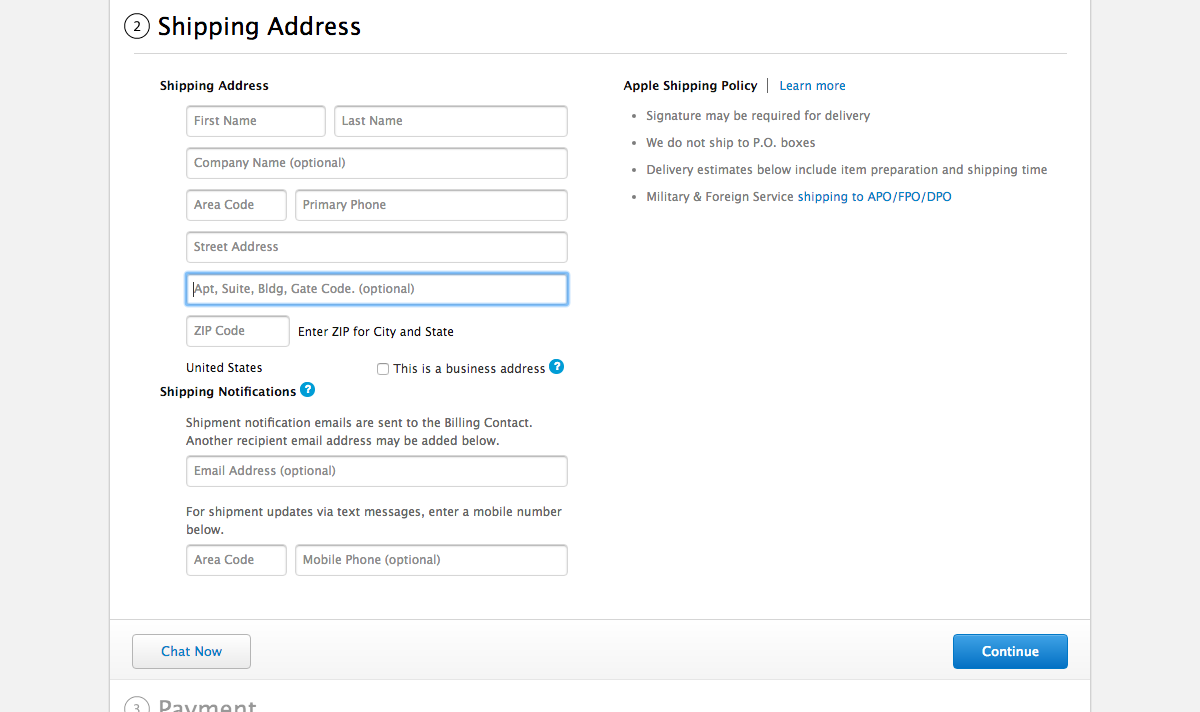 2 Shipping Address
Shipping Address
First Name Last Name
Company Name (optional)
Area Code Primary Phone
Street Address
Apt, Suite, Bldg, Gate Code. (optional)
ZIP Code Enter ZIP for City and State
United States This is a business address ?
Shipping Notifications ?
Shipment notification emails are sent to the Billing Contact.
Another recipient email address may be added below.
Email Address (optional)
For shipment updates via text messages, enter a mobile number
below.
Area Code Mobile Phone (optional)
Apple Shipping Policy | Learn more
• Signature may be required for delivery
• We do not ship to P.O. boxes
• Delivery estimates below include item preparation and shipping time
• Military & Foreign Service shipping to APO/FPO/DPO
Chat Now Continue
3 Payment